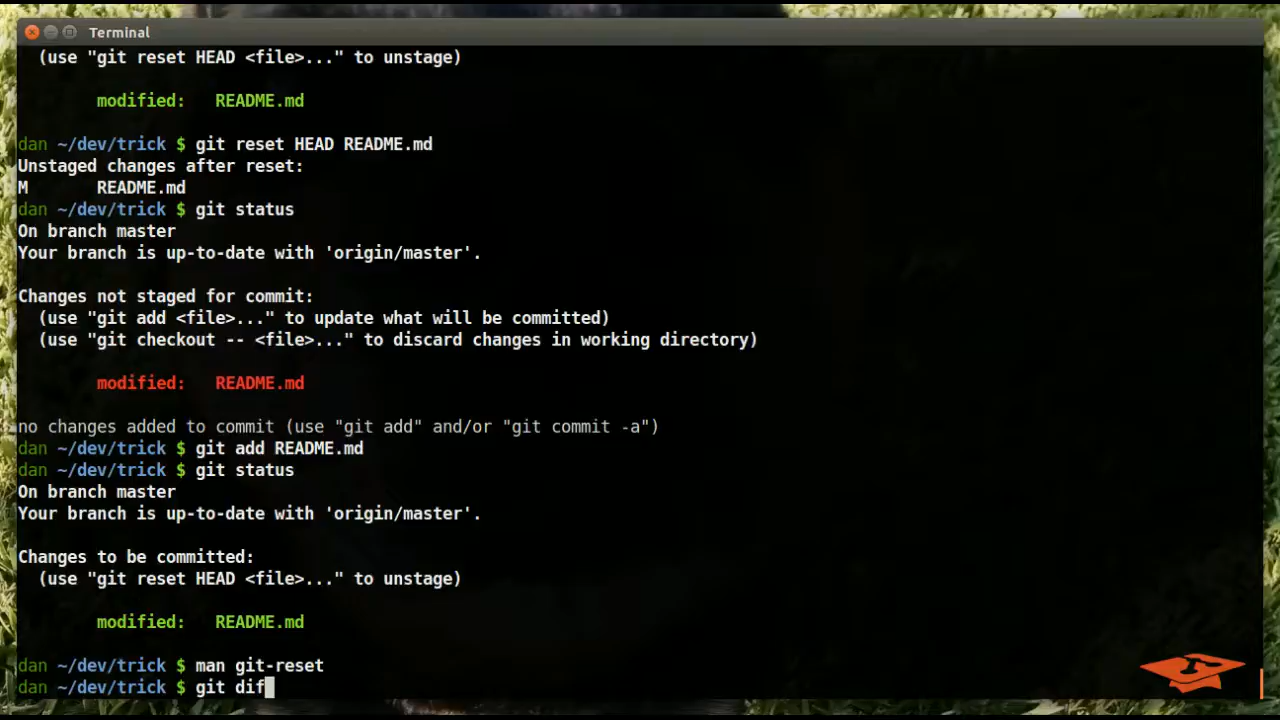 Terminal
(use "git reset HEAD <file>..." to unstage)
modified: README.md
dan ~/dev/trick $ git reset HEAD README.md
Unstaged changes after reset:
M README.md
dan ~/dev/trick $ git status
On branch master
Your branch is up-to-date with 'origin/master'.
Changes not staged for commit:
(use "git add <file>..." to update what will be committed)
(use "git checkout -- <file>..." to discard changes in working directory)
modified: README.md
no changes added to commit (use "git add" and/or "git commit -a")
dan ~/dev/trick $ git add README.md
dan ~/dev/trick $ git status
On branch master
Your branch is up-to-date with 'origin/master'.
Changes to be committed:
(use "git reset HEAD <file>..." to unstage)
modified: README.md
dan ~/dev/trick $ man git-reset
dan ~/dev/trick $ git dif